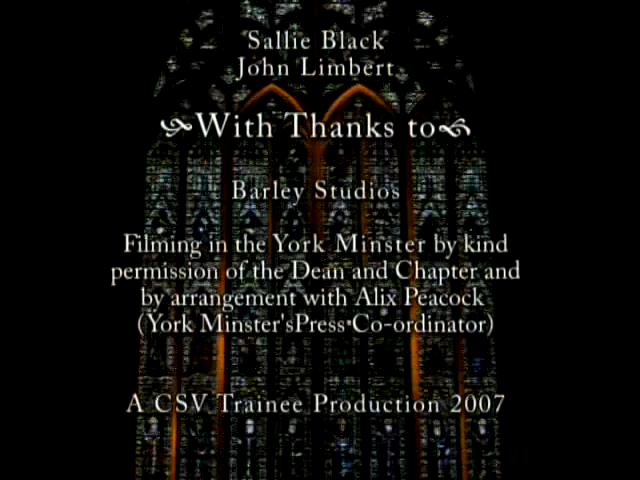 Sallie Black
John Limbert
With Thanks to
Barley Studios
Filming in the York Minster by kind
permission of the Dean and Chapter and
by arrangement with Alix Peacock
(York Minster'sPress Co-ordinator)
A CSV Trainee Production 2007